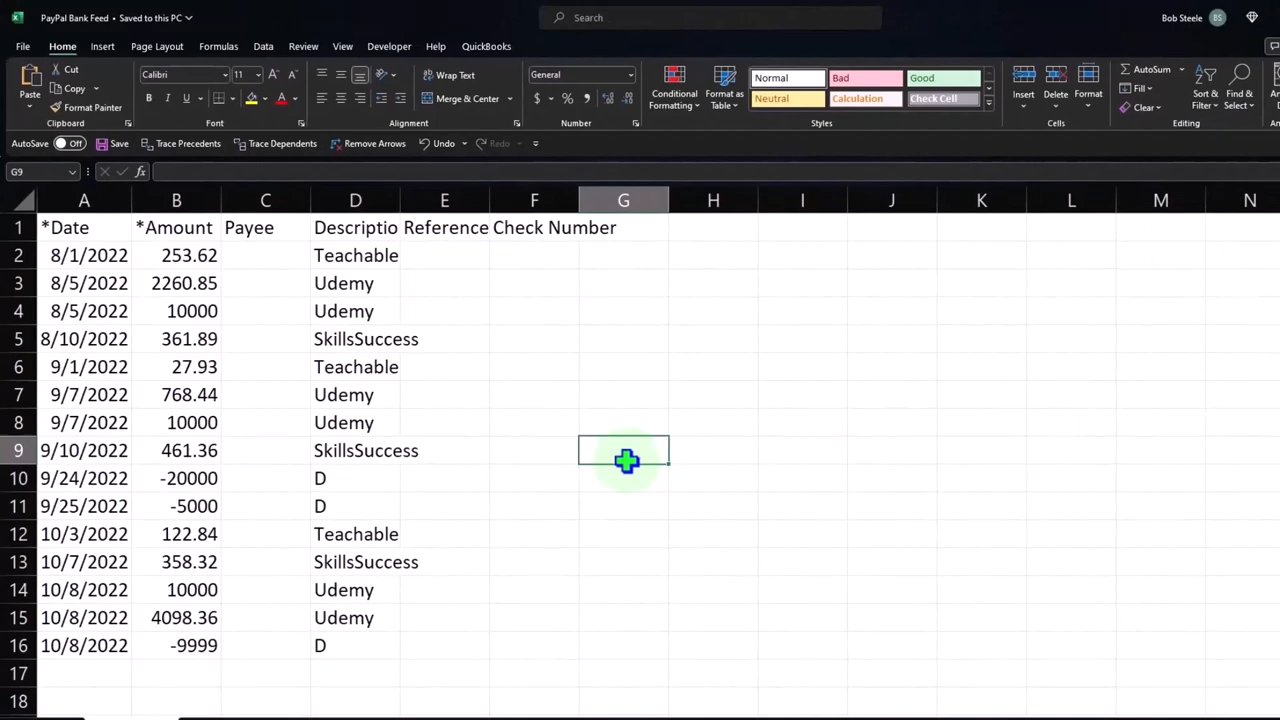 PayPal Bank Feed • Saved to this PC
Search
Bob Steele BS
File Home Insert Page Layout Formulas Data Review View Developer Help QuickBooks
Paste
Cut
Copy
Format Painter
Clipboard
Calibri 11
B I U
Font
Wrap Text
Merge & Center
Alignment
General
$ % 9
Number
Conditional Formatting
Format as Table
Normal Bad Good
Neutral Calculation Check Cell
Styles
Insert Delete Format
Cells
AutoSum
Fill
Clear
Sort & Filter
Find & Select
Editing
AutoSave Off Save Trace Precedents Trace Dependents Remove Arrows Undo Redo
G9 fx
A B C D E F G H I J K L M N
1 *Date *Amount Payee Descriptio Reference Check Number
2 8/1/2022 253.62 Teachable
3 8/5/2022 2260.85 Udemy
4 8/5/2022 10000 Udemy
5 8/10/2022 361.89 SkillsSuccess
6 9/1/2022 27.93 Teachable
7 9/7/2022 768.44 Udemy
8 9/7/2022 10000 Udemy
9 9/10/2022 461.36 SkillsSuccess
10 9/24/2022 -20000 D
11 9/25/2022 -5000 D
12 10/3/2022 122.84 Teachable
13 10/7/2022 358.32 SkillsSuccess
14 10/8/2022 10000 Udemy
15 10/8/2022 4098.36 Udemy
16 10/8/2022 -9999 D
17
18